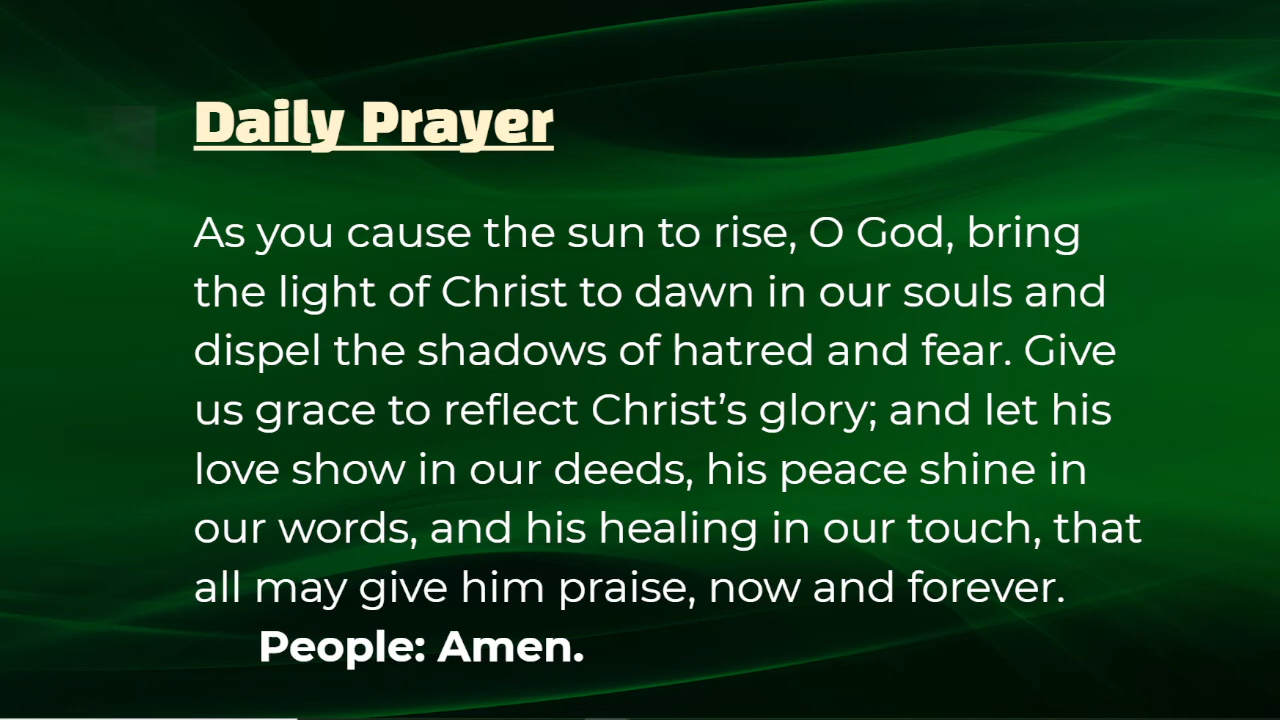 Daily Prayer
As you cause the sun to rise, O God, bring
the light of Christ to dawn in our souls and
dispel the shadows of hatred and fear. Give
us grace to reflect Christ’s glory; and let his
love show in our deeds, his peace shine in
our words, and his healing in our touch, that
all may give him praise, now and forever.
People: Amen.